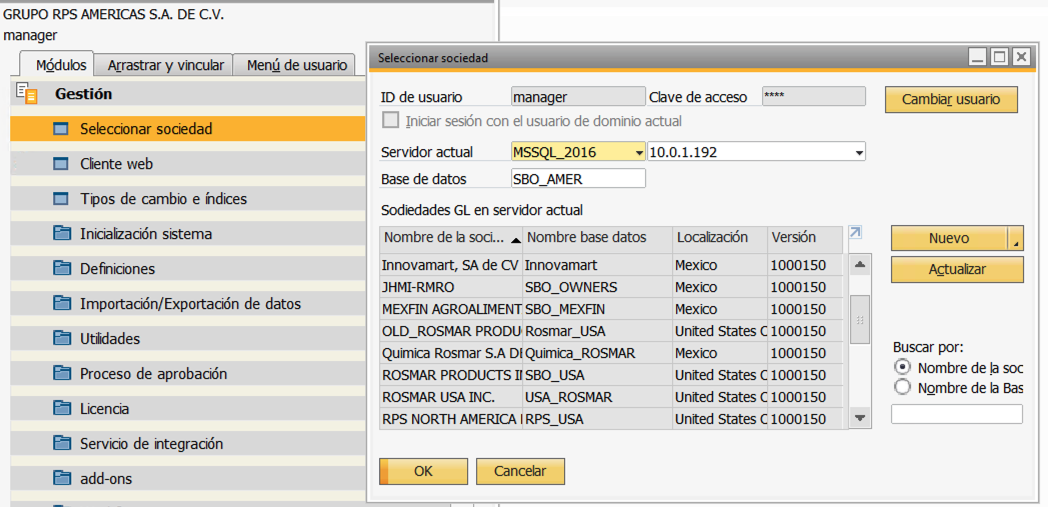 GRUPO RPS AMERICAS S.A. DE C.V.
manager
Módulos Arrastrar y vincular Menú de usuario
Gestión
Seleccionar sociedad
Cliente web
Tipos de cambio e índices
Inicialización sistema
Definiciones
Importación/Exportación de datos
Utilidades
Proceso de aprobación
Licencia
Servicio de integración
add-ons
Seleccionar sociedad
ID de usuario manager Clave de acceso **** Cambiar usuario
Iniciar sesión con el usuario de dominio actual
Servidor actual MSSQL_2016 10.0.1.192
Base de datos SBO_AMER
Sodiedades GL en servidor actual
Nombre de la soci... Nombre base datos Localización Versión
Innovamart, SA de CV Innovamart Mexico 1000150
JHMI-RMRO SBO_OWNERS Mexico 1000150
MEXFIN AGROALIMENT SBO_MEXFIN Mexico 1000150
OLD_ROSMAR PRODU Rosmar_USA United States 1000150
Quimica Rosmar S.A DE Quimica_ROSMAR Mexico 1000150
ROSMAR PRODUCTS SBO_USA United States 1000150
ROSMAR USA INC. USA_ROSMAR United States 1000150
RPS NORTH AMERICA RPS_USA United States 1000150
Nuevo
Actualizar
Buscar por:
Nombre de la soc
Nombre de la Bas
OK Cancelar